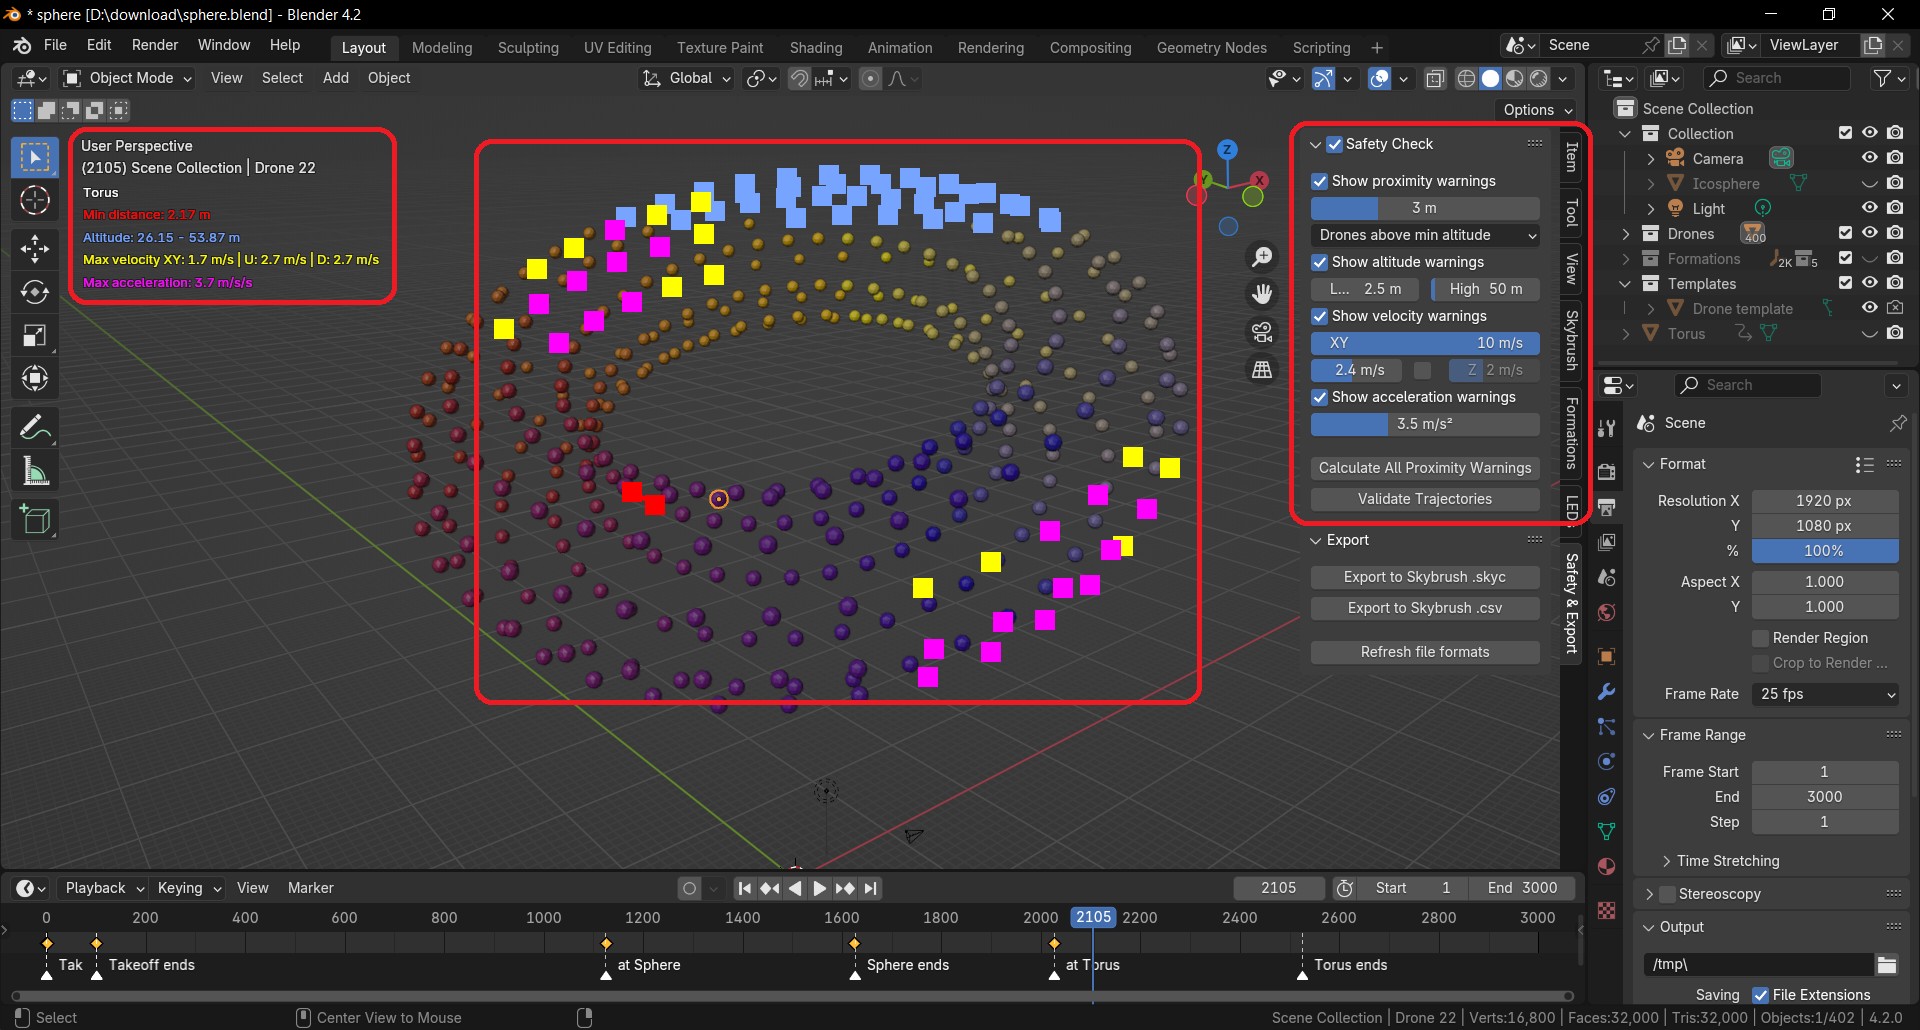 * sphere [D:\download\sphere.blend] - Blender 4.2
File Edit Render Window Help
Layout Modeling Sculpting UV Editing Texture Paint Shading Animation Rendering Compositing Geometry Nodes Scripting +
Scene
ViewLayer
Object Mode View Select Add Object
Global
Search
Options
User Perspective
(2105) Scene Collection | Drone 22
Torus
Min distance: 2.17 m
Altitude: 26.15 - 53.87 m
Max velocity XY: 1.7 m/s | U: 2.7 m/s | D: 2.7 m/s
Max acceleration: 3.7 m/s/s
Z
Y
X
Safety Check
Show proximity warnings
3 m
Drones above min altitude
Show altitude warnings
L... 2.5 m High 50 m
Show velocity warnings
XY 10 m/s
2.4 m/s Z 2 m/s
Show acceleration warnings
3.5 m/s²
Calculate All Proximity Warnings
Validate Trajectories
Export
Export to Skybrush .skyc
Export to Skybrush .csv
Refresh file formats
Item
Tool
View
Skybrush
Formations
LEDs
Safety & Export
Scene Collection
Collection
Camera
Icosphere
Light
Drones 400
Formations 2K 5
Templates
Drone template
Torus
Search
Scene
Format
Resolution X 1920 px
Y 1080 px
% 100%
Aspect X 1.000
Y 1.000
Render Region
Crop to Render ...
Frame Rate 25 fps
Frame Range
Frame Start 1
End 3000
Step 1
Time Stretching
Stereoscopy
Output
/tmp\
Saving File Extensions
Playback Keying View Marker
2105 Start 1 End 3000
0 200 400 600 800 1000 1200 1400 1600 1800 2000 2105 2200 2400 2600 2800 3000
Tak Takeoff ends at Sphere Sphere ends at Torus Torus ends
Select Center View to Mouse
Scene Collection | Drone 22 | Verts:16,800 | Faces:32,000 | Tris:32,000 | Objects:1/402 | 4.2.0